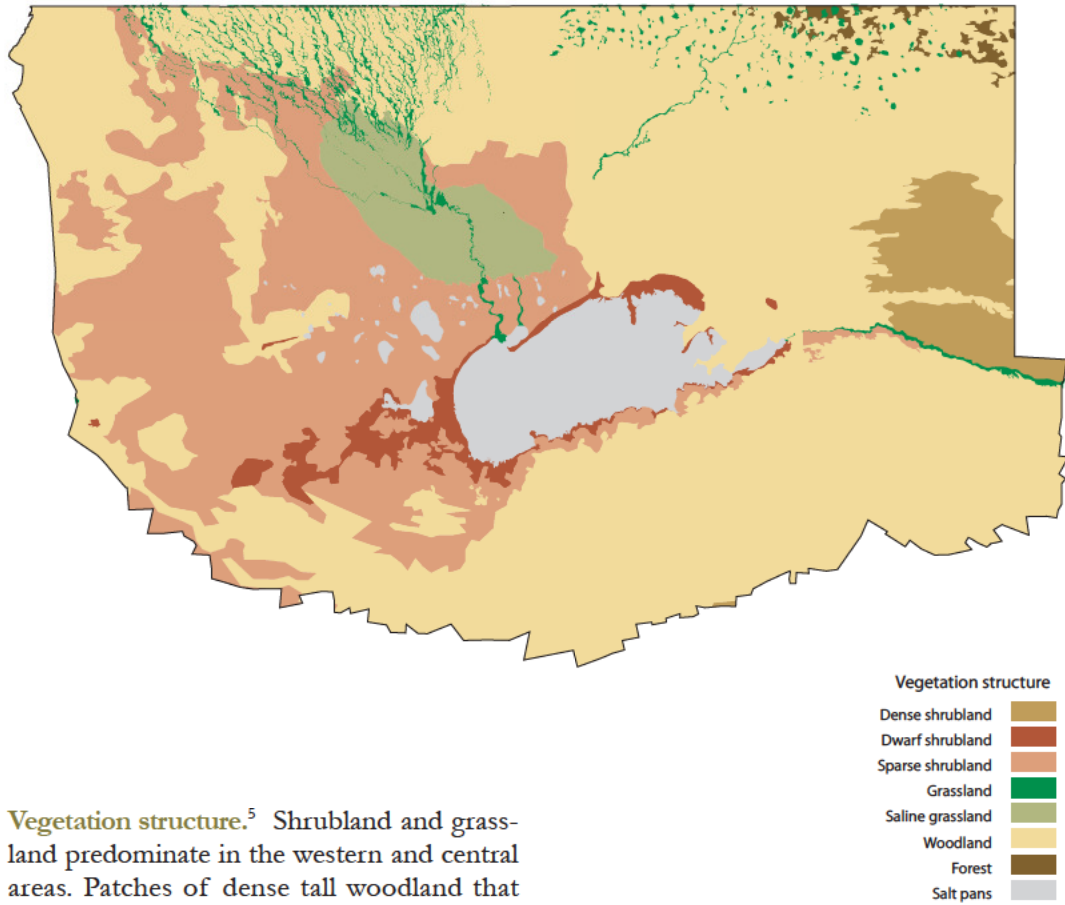 Vegetation structure
Dense shrubland
Dwarf shrubland
Sparse shrubland
Grassland
Saline grassland
Woodland
Forest
Salt pans
Vegetation structure.⁵ Shrubland and grass-
land predominate in the western and central
areas. Patches of dense tall woodland that